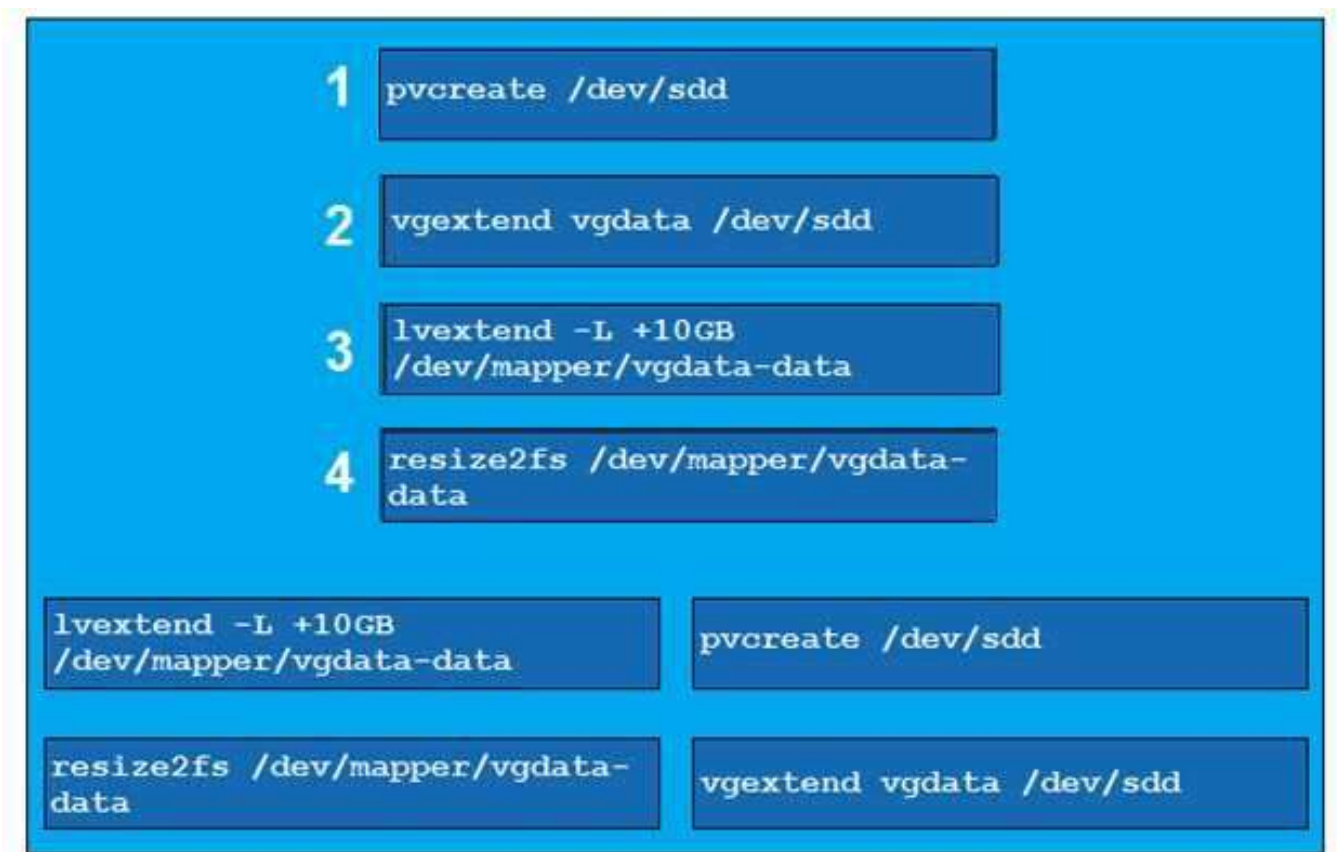 1 pvcreate /dev/sdd
2 vgextend vgdata /dev/sdd
3 lvextend -L +10GB
/dev/mapper/vgdata-data
4 resize2fs /dev/mapper/vgdata-
data
lvextend -L +10GB
/dev/mapper/vgdata-data
pvcreate /dev/sdd
resize2fs /dev/mapper/vgdata-
data
vgextend vgdata /dev/sdd